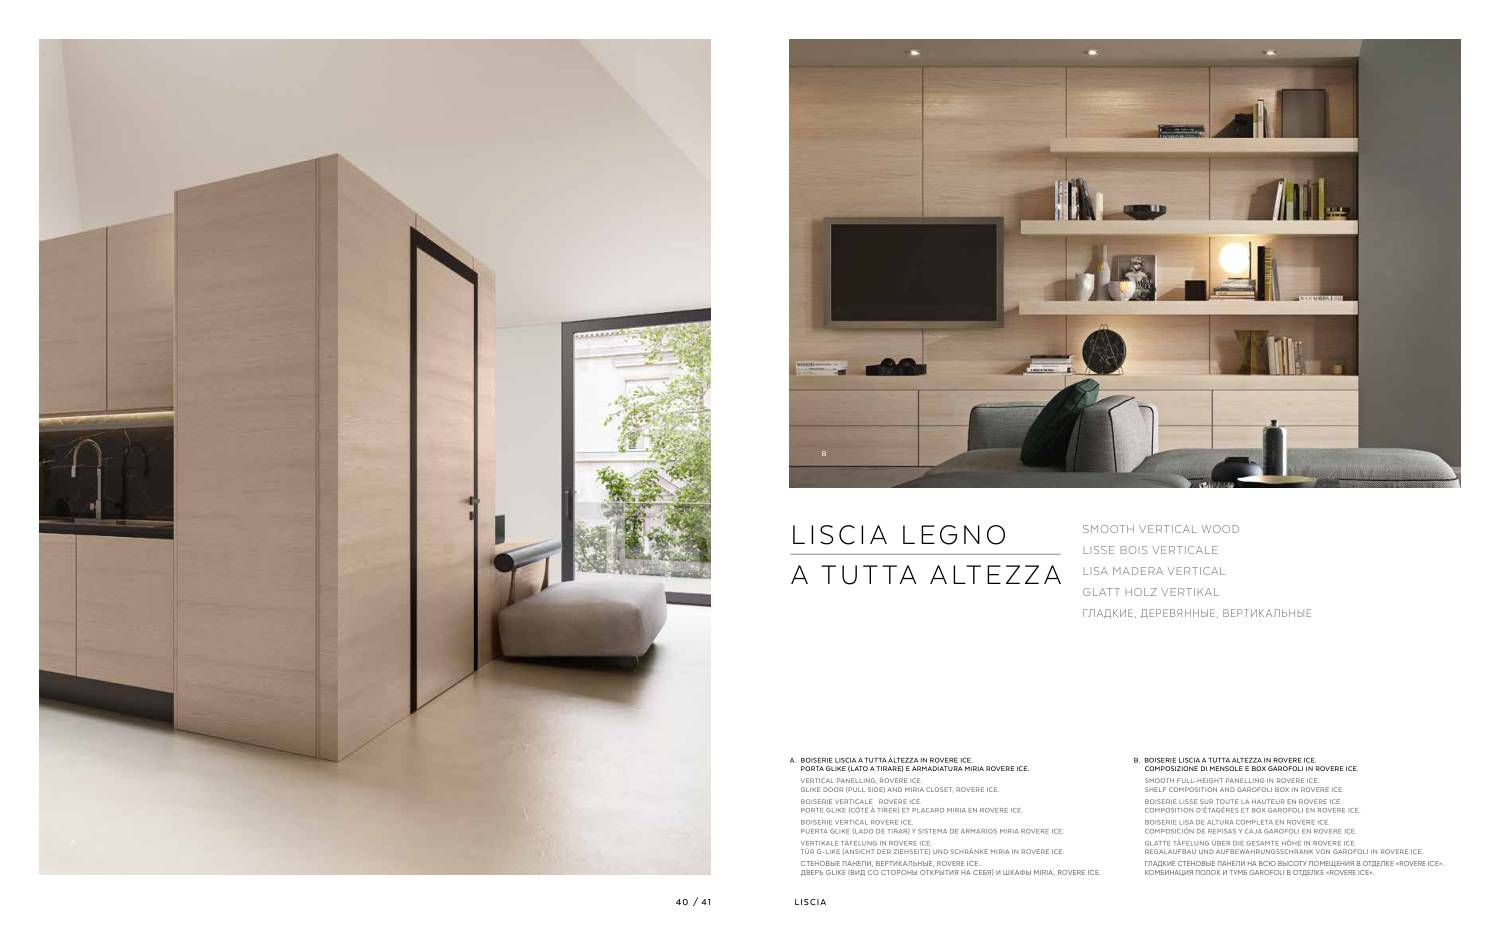 B
LISCIA LEGNO
A TUTTA ALTEZZA
SMOOTH VERTICAL WOOD
LISSE BOIS VERTICALE
LISA MADERA VERTICAL
GLATT HOLZ VERTIKAL
ГЛАДКИЕ, ДЕРЕВЯННЫЕ, ВЕРТИКАЛЬНЫЕ
A. BOISERIE LISCIA A TUTTA ALTEZZA IN ROVERE ICE.
PORTA GLIKE (LATO A TIRARE) E ARMADIATURA MIRIA ROVERE ICE.
VERTICAL PANELLING, ROVERE ICE.
GLIKE DOOR (PULL SIDE) AND MIRIA CLOSET, ROVERE ICE.
BOISERIE VERTICALE ROVERE ICE.
PORTE GLIKE (CÔTÉ À TIRER) ET PLACARD MIRIA EN ROVERE ICE.
BOISERIE VERTICAL ROVERE ICE.
PUERTA GLIKE (LADO DE TIRAR) Y SISTEMA DE ARMARIOS MIRIA ROVERE ICE.
VERTIKALE TÄFELUNG IN ROVERE ICE.
TÜR G-LIKE (ANSICHT DER ZIEHSEITE) UND SCHRÄNKE MIRIA IN ROVERE ICE.
СТЕНОВЫЕ ПАНЕЛИ, ВЕРТИКАЛЬНЫЕ, ROVERE ICE.
ДВЕРЬ GLIKE (ВИД СО СТОРОНЫ ОТКРЫТИЯ НА СЕБЯ) И ШКАФЫ MIRIA, ROVERE ICE.
B. BOISERIE LISCIA A TUTTA ALTEZZA IN ROVERE ICE.
COMPOSIZIONE DI MENSOLE E BOX GAROFOLI IN ROVERE ICE.
SMOOTH FULL-HEIGHT PANELLING IN ROVERE ICE.
SHELF COMPOSITION AND GAROFOLI BOX IN ROVERE ICE.
BOISERIE LISSE SUR TOUTE LA HAUTEUR EN ROVERE ICE.
COMPOSITION D'ÉTAGÈRES ET BOX GAROFOLI EN ROVERE ICE.
BOISERIE LISA DE ALTURA COMPLETA EN ROVERE ICE.
COMPOSICIÓN DE REPISAS Y CAJA GAROFOLI EN ROVERE ICE.
GLATTE TÄFELUNG ÜBER DIE GESAMTE HÖHE IN ROVERE ICE.
REGALAUFBAU UND AUFBEWAHRUNGSSCHRANK VON GAROFOLI IN ROVERE ICE.
ГЛАДКИЕ СТЕНОВЫЕ ПАНЕЛИ НА ВСЮ ВЫСОТУ ПОМЕЩЕНИЯ В ОТДЕЛКЕ «ROVERE ICE».
КОМБИНАЦИЯ ПОЛОК И ТУМБ GAROFOLI В ОТДЕЛКЕ «ROVERE ICE».
40 / 41
LISCIA